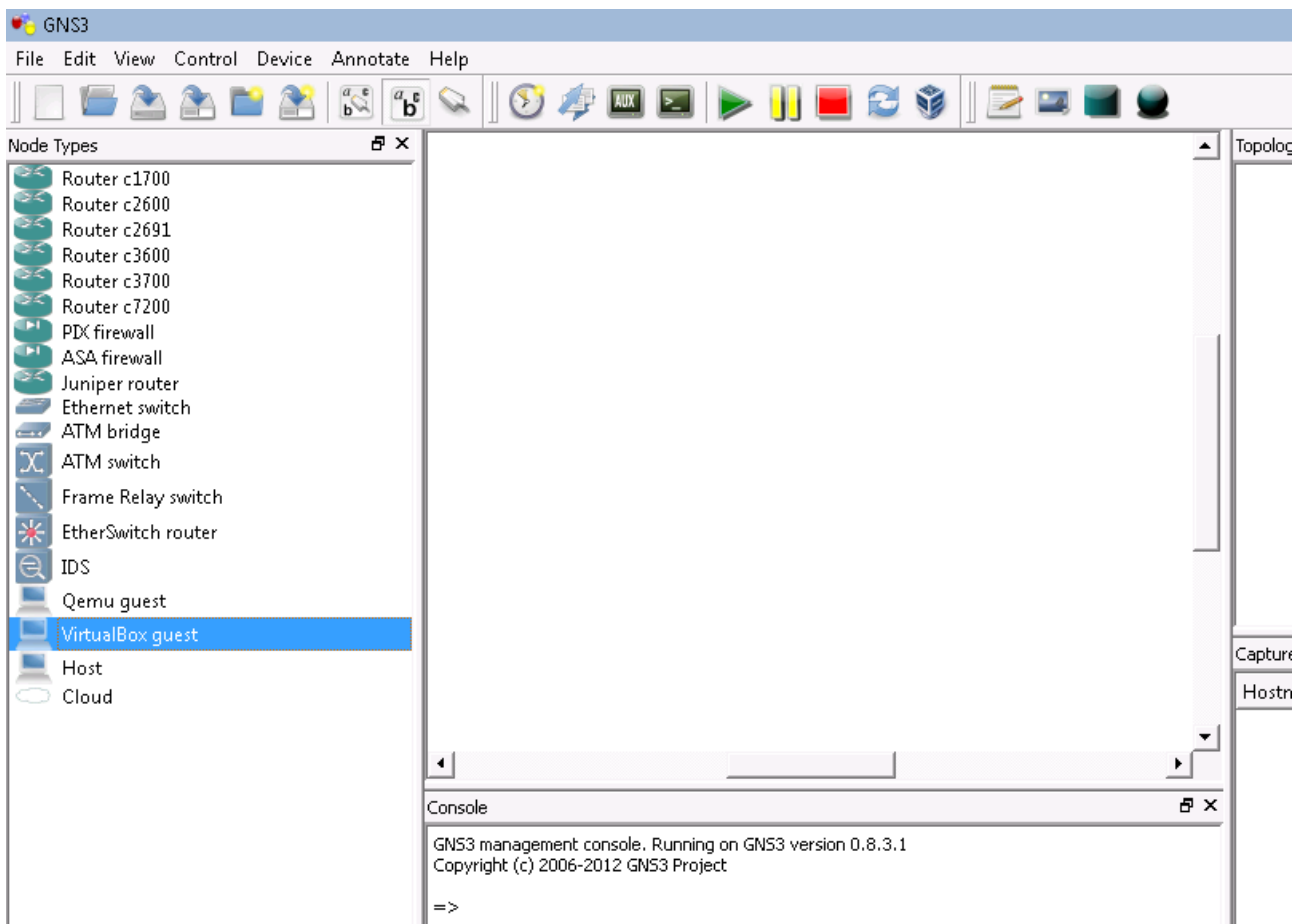 GNS3
File Edit View Control Device Annotate Help
AUX
Node Types
Router c1700
Router c2600
Router c2691
Router c3600
Router c3700
Router c7200
PIX firewall
ASA firewall
Juniper router
Ethernet switch
ATM bridge
ATM switch
Frame Relay switch
EtherSwitch router
IDS
Qemu guest
VirtualBox guest
Host
Cloud
Console
GNS3 management console. Running on GNS3 version 0.8.3.1
Copyright (c) 2006-2012 GNS3 Project
=>
Topolog
Capture
Hostn